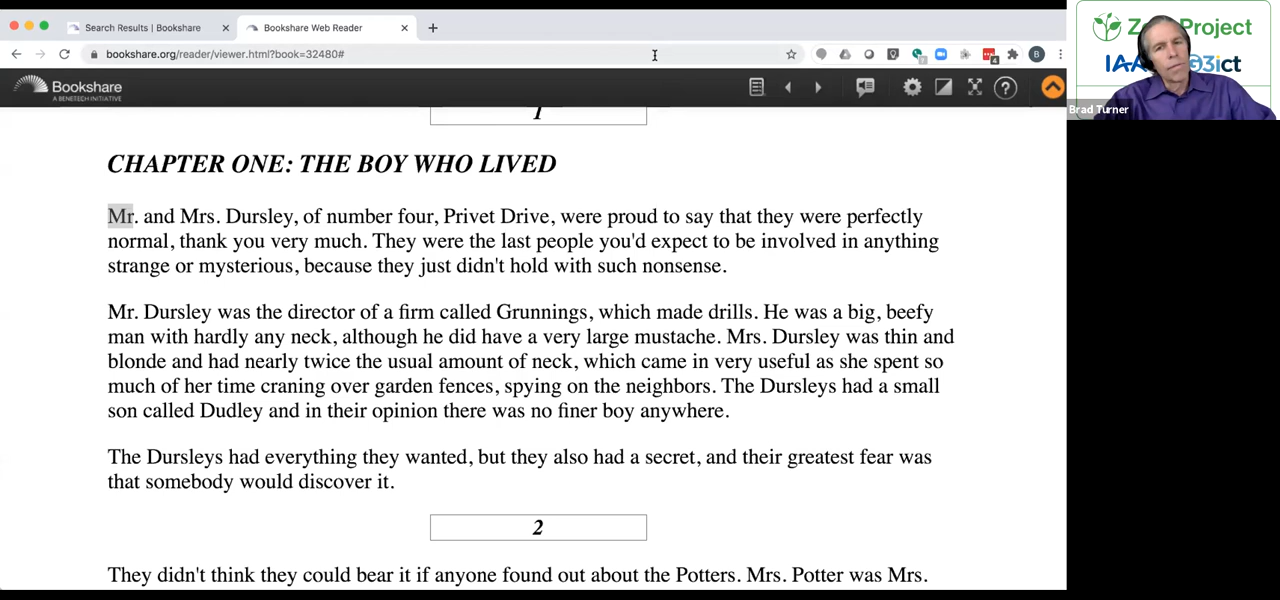 Search Results | Bookshare
Bookshare Web Reader
bookshare.org/reader/viewer.html?book=32480#
B
Bookshare
A BENETECH INITIATIVE
Project
Brad Turner
1
CHAPTER ONE: THE BOY WHO LIVED
Mr. and Mrs. Dursley, of number four, Privet Drive, were proud to say that they were perfectly
normal, thank you very much. They were the last people you'd expect to be involved in anything
strange or mysterious, because they just didn't hold with such nonsense.
Mr. Dursley was the director of a firm called Grunnings, which made drills. He was a big, beefy
man with hardly any neck, although he did have a very large mustache. Mrs. Dursley was thin and
blonde and had nearly twice the usual amount of neck, which came in very useful as she spent so
much of her time craning over garden fences, spying on the neighbors. The Dursleys had a small
son called Dudley and in their opinion there was no finer boy anywhere.
The Dursleys had everything they wanted, but they also had a secret, and their greatest fear was
that somebody would discover it.
2
They didn't think they could bear it if anyone found out about the Potters. Mrs. Potter was Mrs.